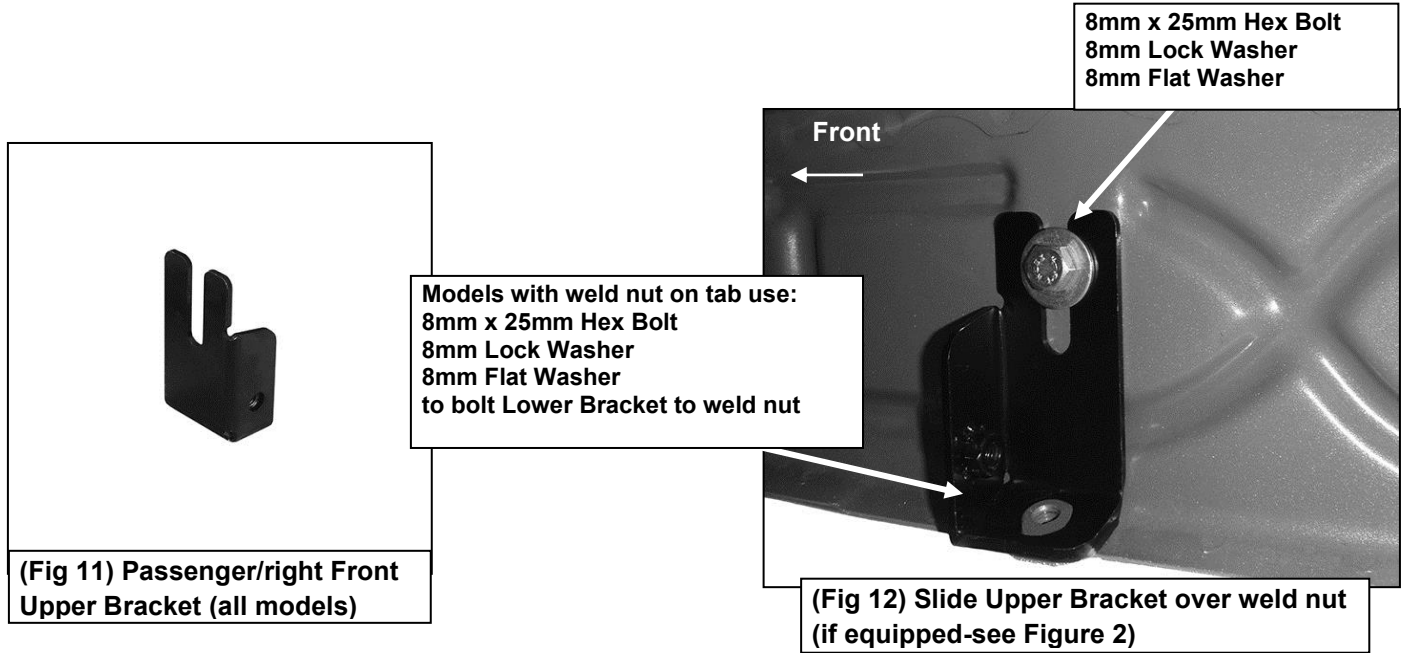 8mm x 25mm Hex Bolt
8mm Lock Washer
8mm Flat Washer
Front
Models with weld nut on tab use:
8mm x 25mm Hex Bolt
8mm Lock Washer
8mm Flat Washer
to bolt Lower Bracket to weld nut
(Fig 11) Passenger/right Front
Upper Bracket (all models)
(Fig 12) Slide Upper Bracket over weld nut
(if equipped-see Figure 2)